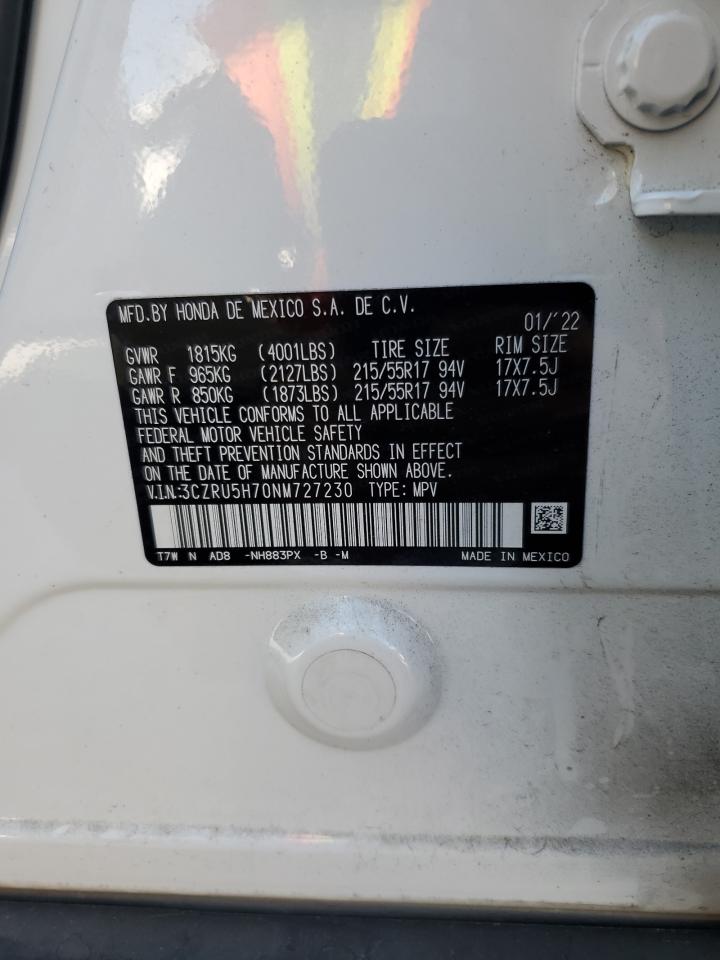 MFD.BY HONDA DE MEXICO S.A. DE C.V.
01/'22
GVWR 1815KG (4001LBS) TIRE SIZE RIM SIZE
GAWR F 965KG (2127LBS) 215/55R17 94V 17X7.5J
GAWR R 850KG (1873LBS) 215/55R17 94V 17X7.5J
THIS VEHICLE CONFORMS TO ALL APPLICABLE
FEDERAL MOTOR VEHICLE SAFETY
AND THEFT PREVENTION STANDARDS IN EFFECT
ON THE DATE OF MANUFACTURE SHOWN ABOVE.
V.I.N.:3CZRU5H70NM727230 TYPE: MPV
T7W N AD8 -NH883PX -B -M MADE IN MEXICO